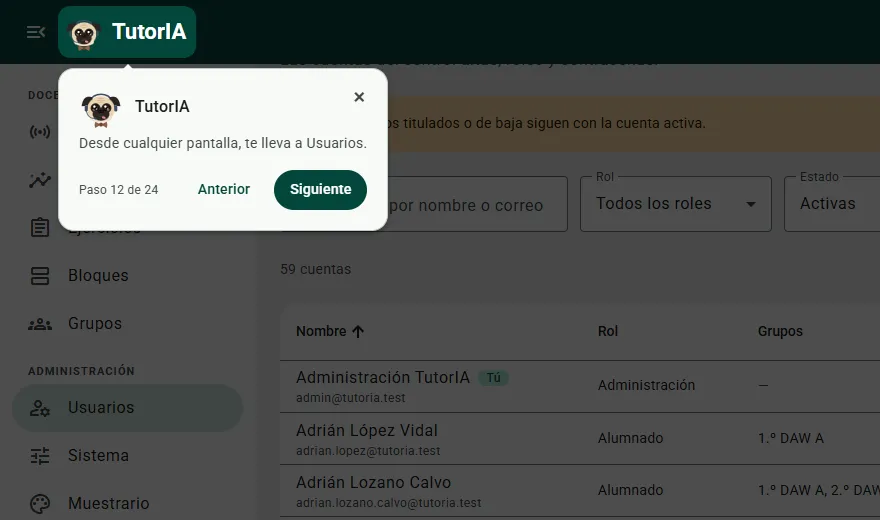 TutorIA
TutorIA
Desde cualquier pantalla, te lleva a Usuarios.
Paso 12 de 24
Anterior
Siguiente
os titulados o de baja siguen con la cuenta activa.
por nombre o correo
Rol
Todos los roles
Estado
Activas
59 cuentas
Bloques
Grupos
ADMINISTRACIÓN
Usuarios
Sistema
Muestrario
Nombre
Rol
Grupos
Administración TutorIA
Tú
admin@tutoria.test
Administración
—
Adrián López Vidal
adrian.lopez@tutoria.test
Alumnado
1.º DAW A
Adrián Lozano Calvo
adrian.lozano.calvo@tutoria.test
Alumnado
1.º DAW A, 2.º DAW